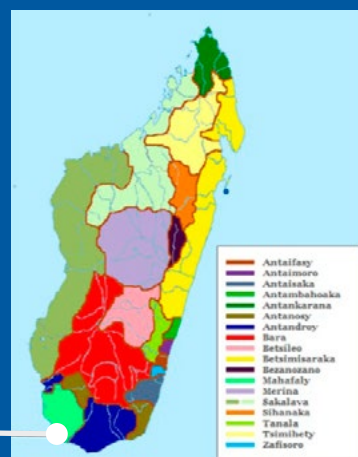 Antaifasy
Antaimoro
Antaisaka
Antambahoaka
Antankarana
Antanosy
Antandroy
Bara
Betsileo
Betsimisaraka
Bezanozano
Mahafaly
Merina
Sakalava
Sihanaka
Tanala
Tsimihety
Zafisoro